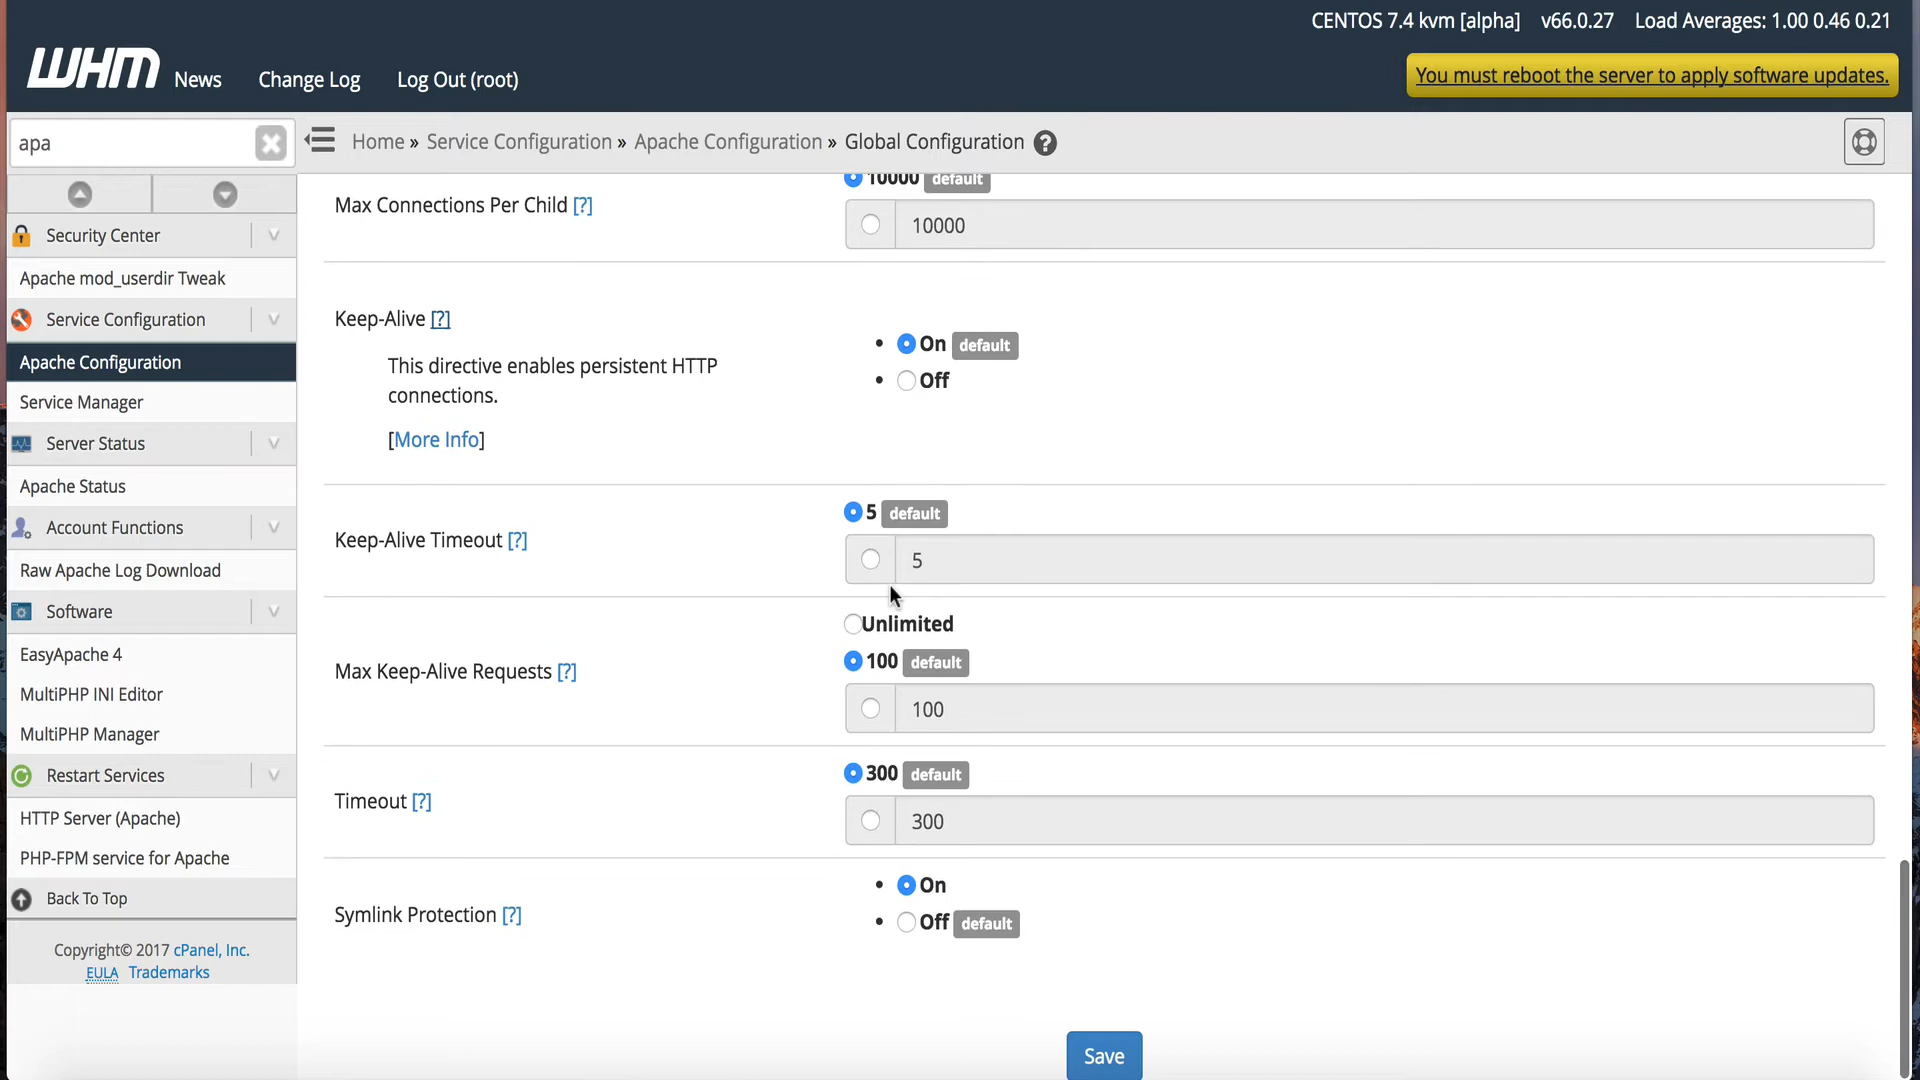 CENTOS 7.4 kvm [alpha] v66.0.27 Load Averages: 1.00 0.46 0.21
WHM News Change Log Log Out (root)
You must reboot the server to apply software updates.
apa
Home » Service Configuration » Apache Configuration » Global Configuration ?
Security Center
Apache mod_userdir Tweak
Service Configuration
Apache Configuration
Service Manager
Server Status
Apache Status
Account Functions
Raw Apache Log Download
Software
EasyApache 4
MultiPHP INI Editor
MultiPHP Manager
Restart Services
HTTP Server (Apache)
PHP-FPM service for Apache
Back To Top
Copyright© 2017 cPanel, Inc.
EULA Trademarks
10000 default
Max Connections Per Child [?]
10000
Keep-Alive [?]
This directive enables persistent HTTP
connections.
[More Info]
On default
Off
5 default
Keep-Alive Timeout [?]
5
Unlimited
100 default
Max Keep-Alive Requests [?]
100
300 default
Timeout [?]
300
On
Symlink Protection [?]
Off default
Save